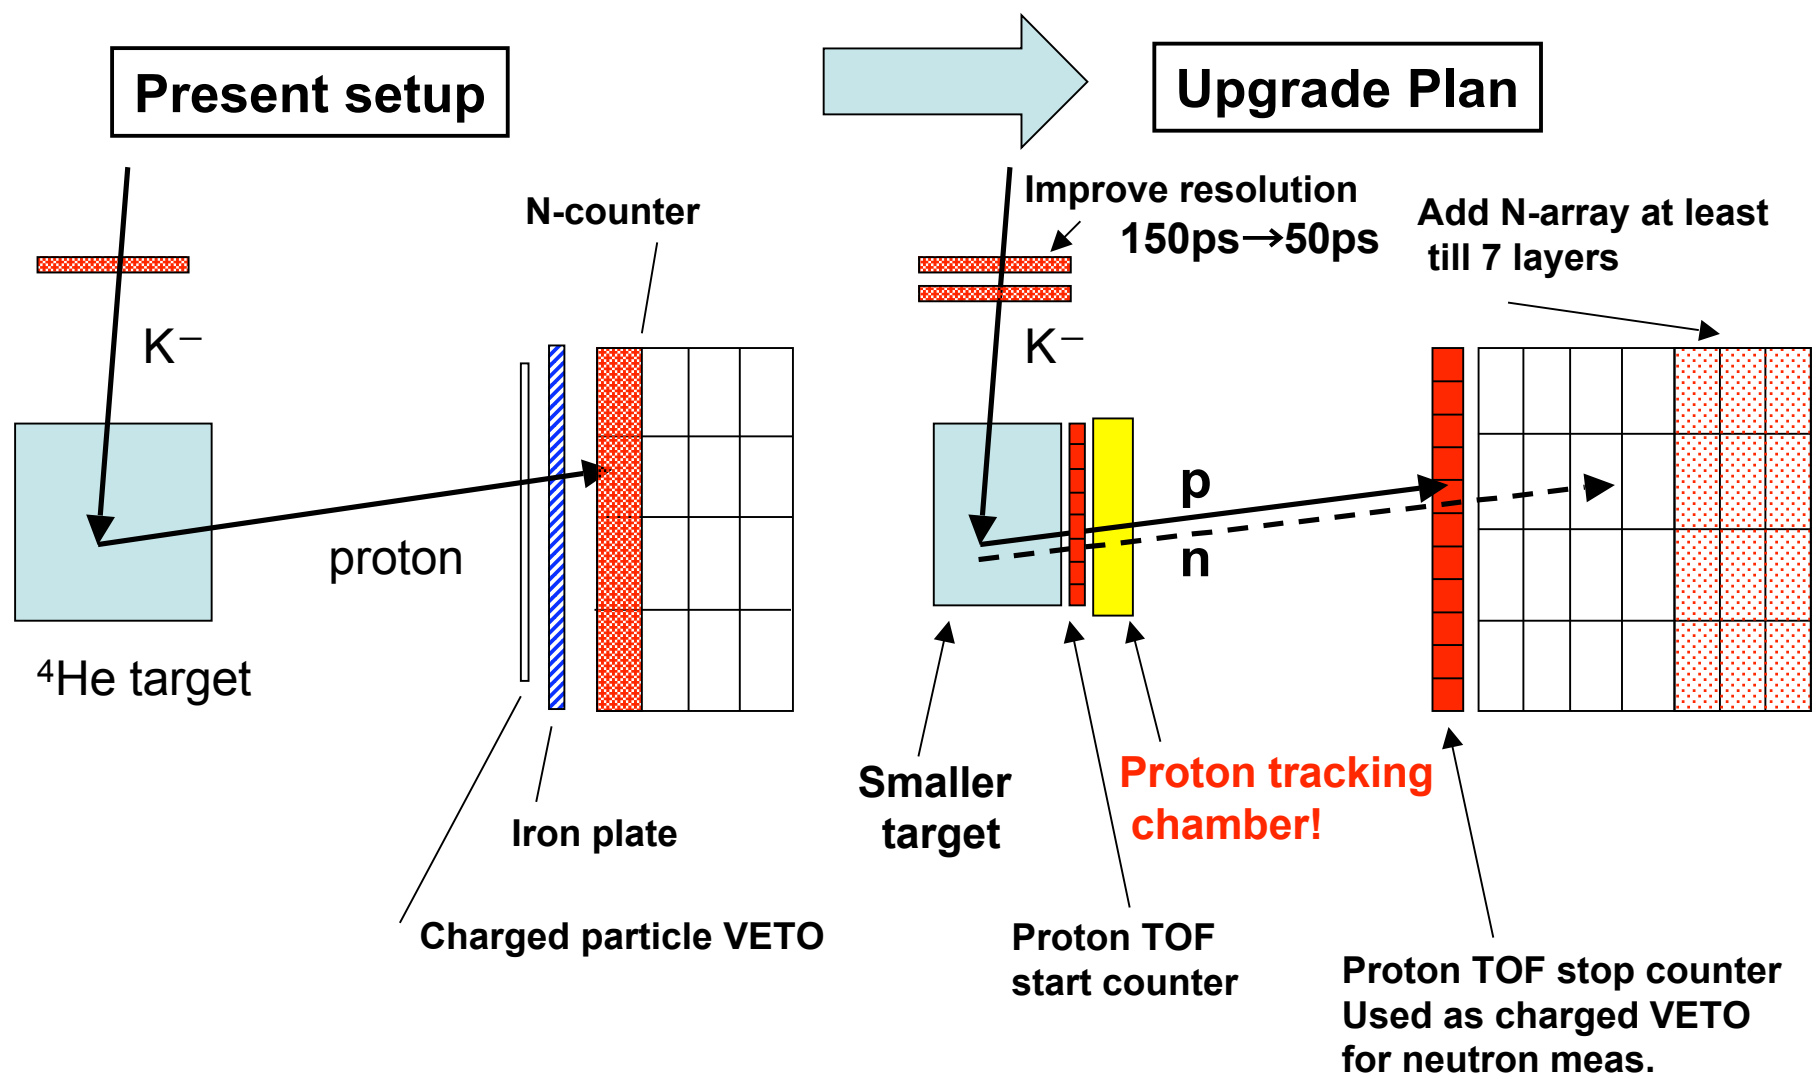 Present setup
Upgrade Plan
N-counter
K⁻
proton
⁴He target
Iron plate
Charged particle VETO
Improve resolution
150ps→50ps
Add N-array at least
till 7 layers
K⁻
p
n
Smaller
target
Proton tracking
chamber!
Proton TOF
start counter
Proton TOF stop counter
Used as charged VETO
for neutron meas.